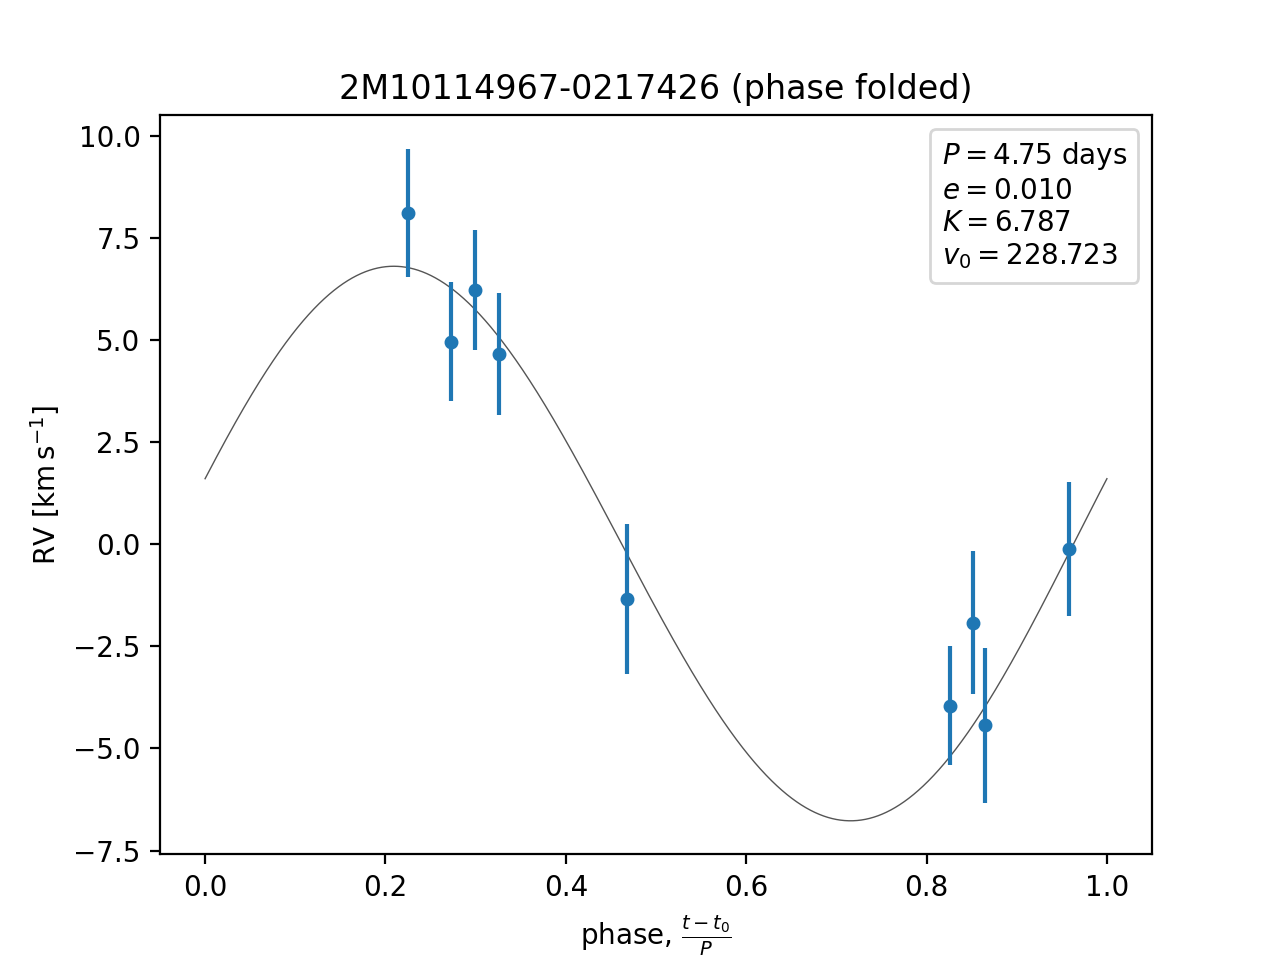 2M10114967-0217426 (phase folded)
P = 4.75 days
e = 0.010
K = 6.787
v₀ = 228.723
RV [km s⁻¹]
10.0
7.5
5.0
2.5
0.0
−2.5
−5.0
−7.5
0.0 0.2 0.4 0.6 0.8 1.0
phase, (t − t₀)/P